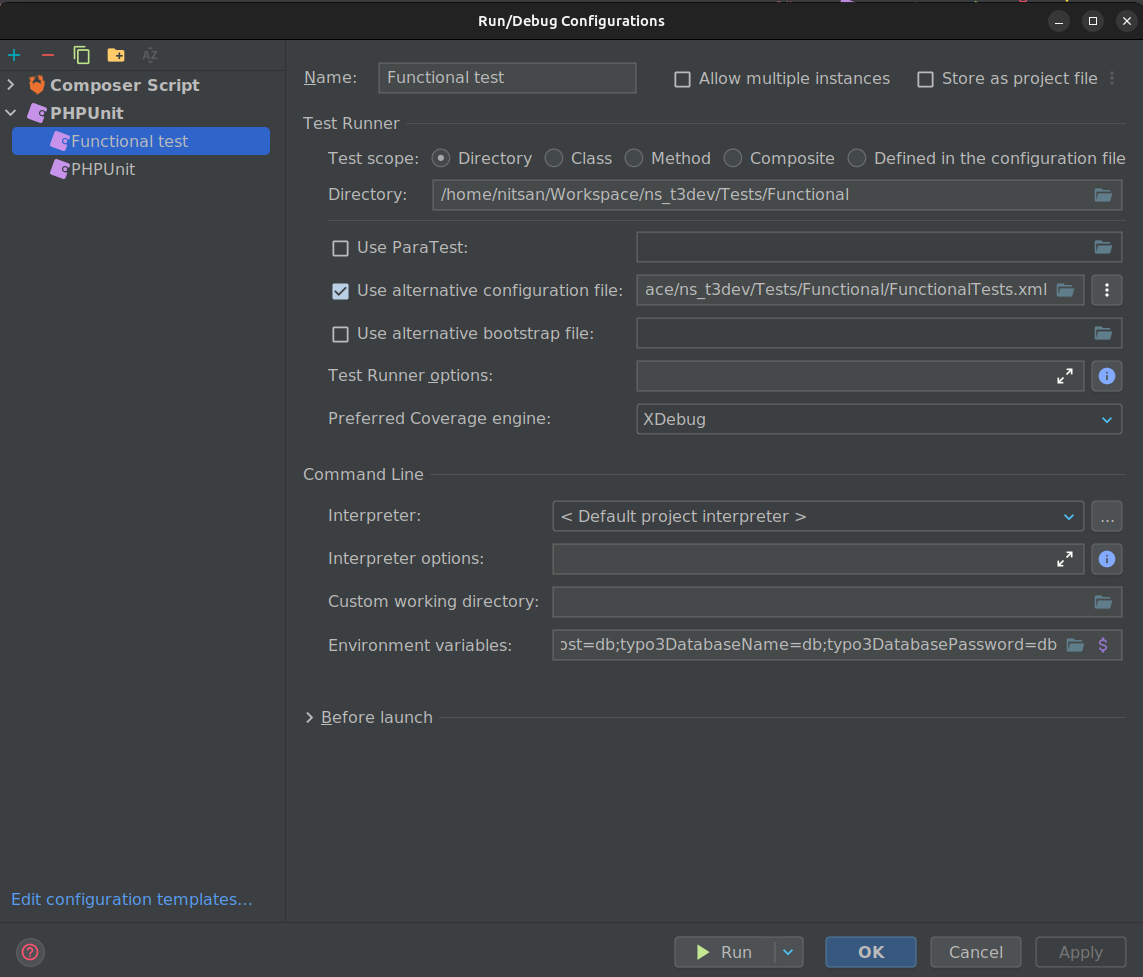 Run/Debug Configurations
AZ
Composer Script
PHPUnit
Functional test
PHPUnit
Edit configuration templates...
Name: Functional test Allow multiple instances Store as project file
Test Runner
Test scope: Directory Class Method Composite Defined in the configuration file
Directory: /home/nitsan/Workspace/ns_t3dev/Tests/Functional
Use ParaTest:
Use alternative configuration file: ace/ns_t3dev/Tests/Functional/FunctionalTests.xml
Use alternative bootstrap file:
Test Runner options:
Preferred Coverage engine: XDebug
Command Line
Interpreter: < Default project interpreter > ...
Interpreter options:
Custom working directory:
Environment variables: ost=db;typo3DatabaseName=db;typo3DatabasePassword=db $
Before launch
? Run OK Cancel Apply